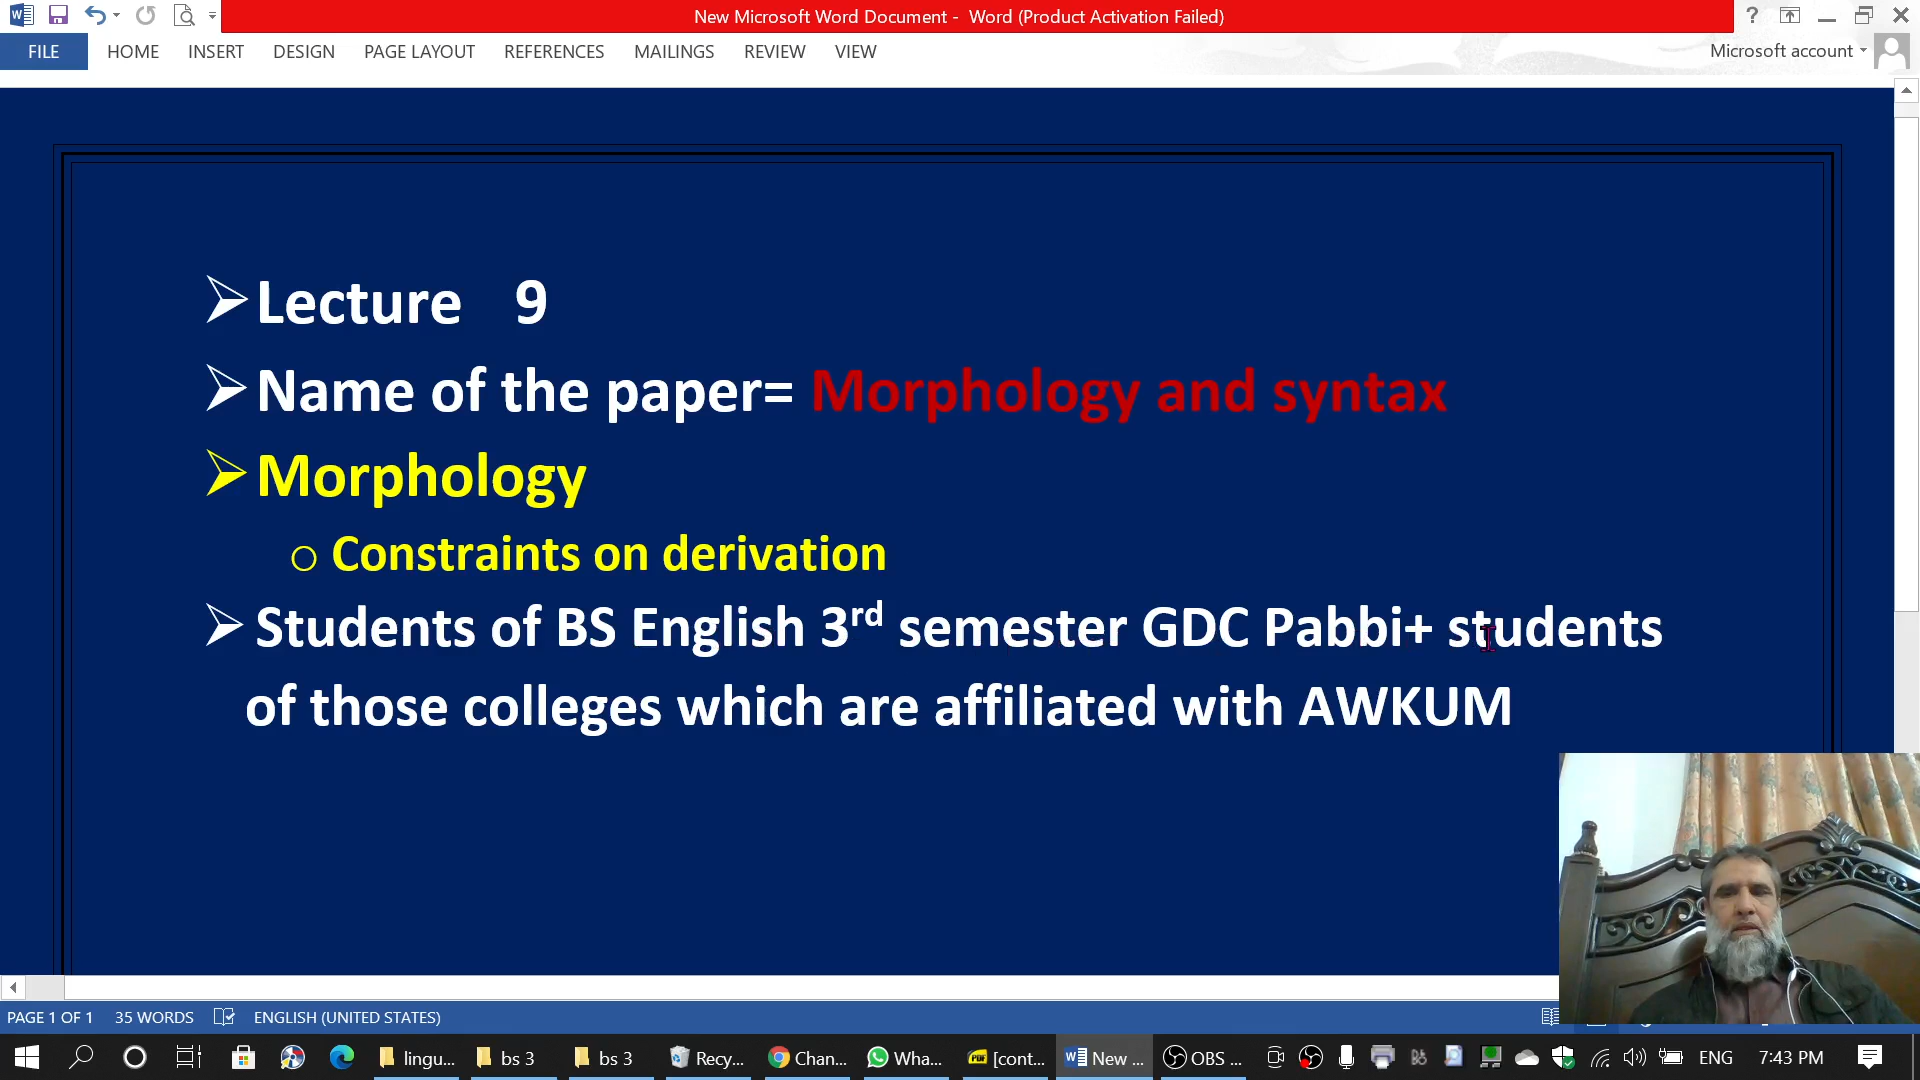 New Microsoft Word Document - Word (Product Activation Failed)
FILE HOME INSERT DESIGN PAGE LAYOUT REFERENCES MAILINGS REVIEW VIEW
Microsoft account
Lecture 9
Name of the paper= Morphology and syntax
Morphology
Constraints on derivation
Students of BS English 3rd semester GDC Pabbi+ students
of those colleges which are affiliated with AWKUM
PAGE 1 OF 1 35 WORDS ENGLISH (UNITED STATES)
lingu... bs 3 bs 3 Recy... Chan... Wha... [cont... New ... OBS ... ENG 7:43 PM